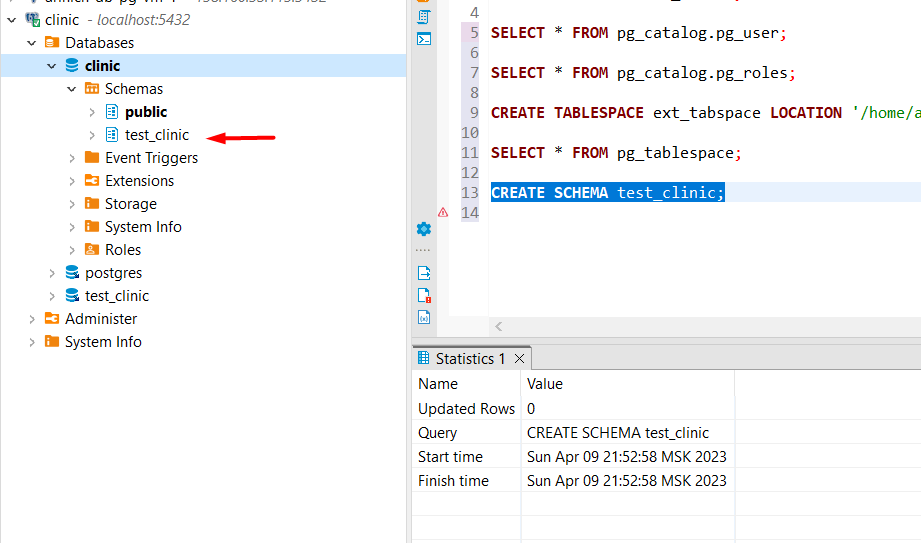 clinic - localhost:5432
Databases
clinic
Schemas
public
test_clinic
Event Triggers
Extensions
Storage
System Info
Roles
postgres
test_clinic
Administer
System Info
4
5 SELECT * FROM pg_catalog.pg_user;
6
7 SELECT * FROM pg_catalog.pg_roles;
8
9 CREATE TABLESPACE ext_tabspace LOCATION '/home/a
10
11 SELECT * FROM pg_tablespace;
12
13 CREATE SCHEMA test_clinic;
14
Statistics 1
Name Value
Updated Rows 0
Query CREATE SCHEMA test_clinic
Start time Sun Apr 09 21:52:58 MSK 2023
Finish time Sun Apr 09 21:52:58 MSK 2023